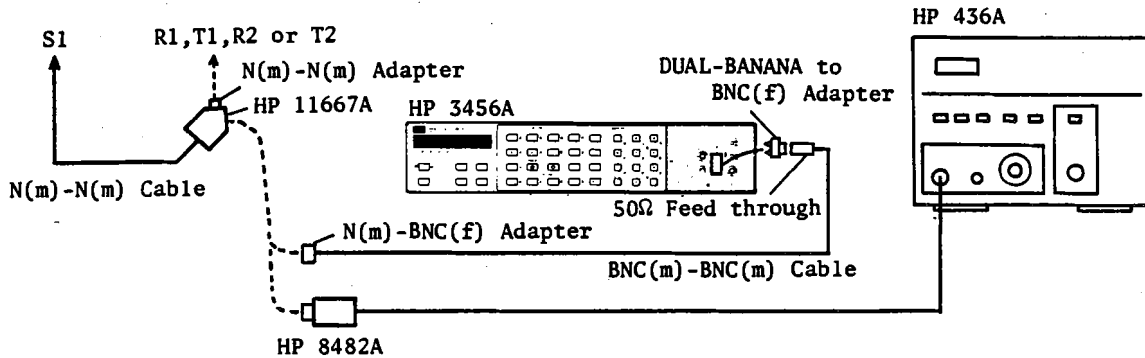 HP 436A
S1
R1,T1,R2 or T2
N(m)-N(m) Adapter
HP 11667A
DUAL-BANANA to
BNC(f) Adapter
HP 3456A
N(m)-N(m) Cable
50Ω Feed through
N(m)-BNC(f) Adapter
BNC(m)-BNC(m) Cable
HP 8482A